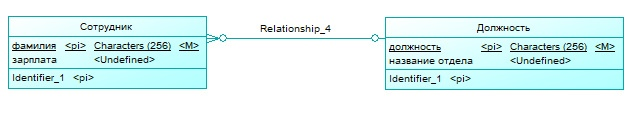 Сотрудник
фамилия <pi> Characters (256) <M>
зарплата <Undefined>
Identifier_1 <pi>
Relationship_4
Должность
должность <pi> Characters (256) <M>
название отдела <Undefined>
Identifier_1 <pi>